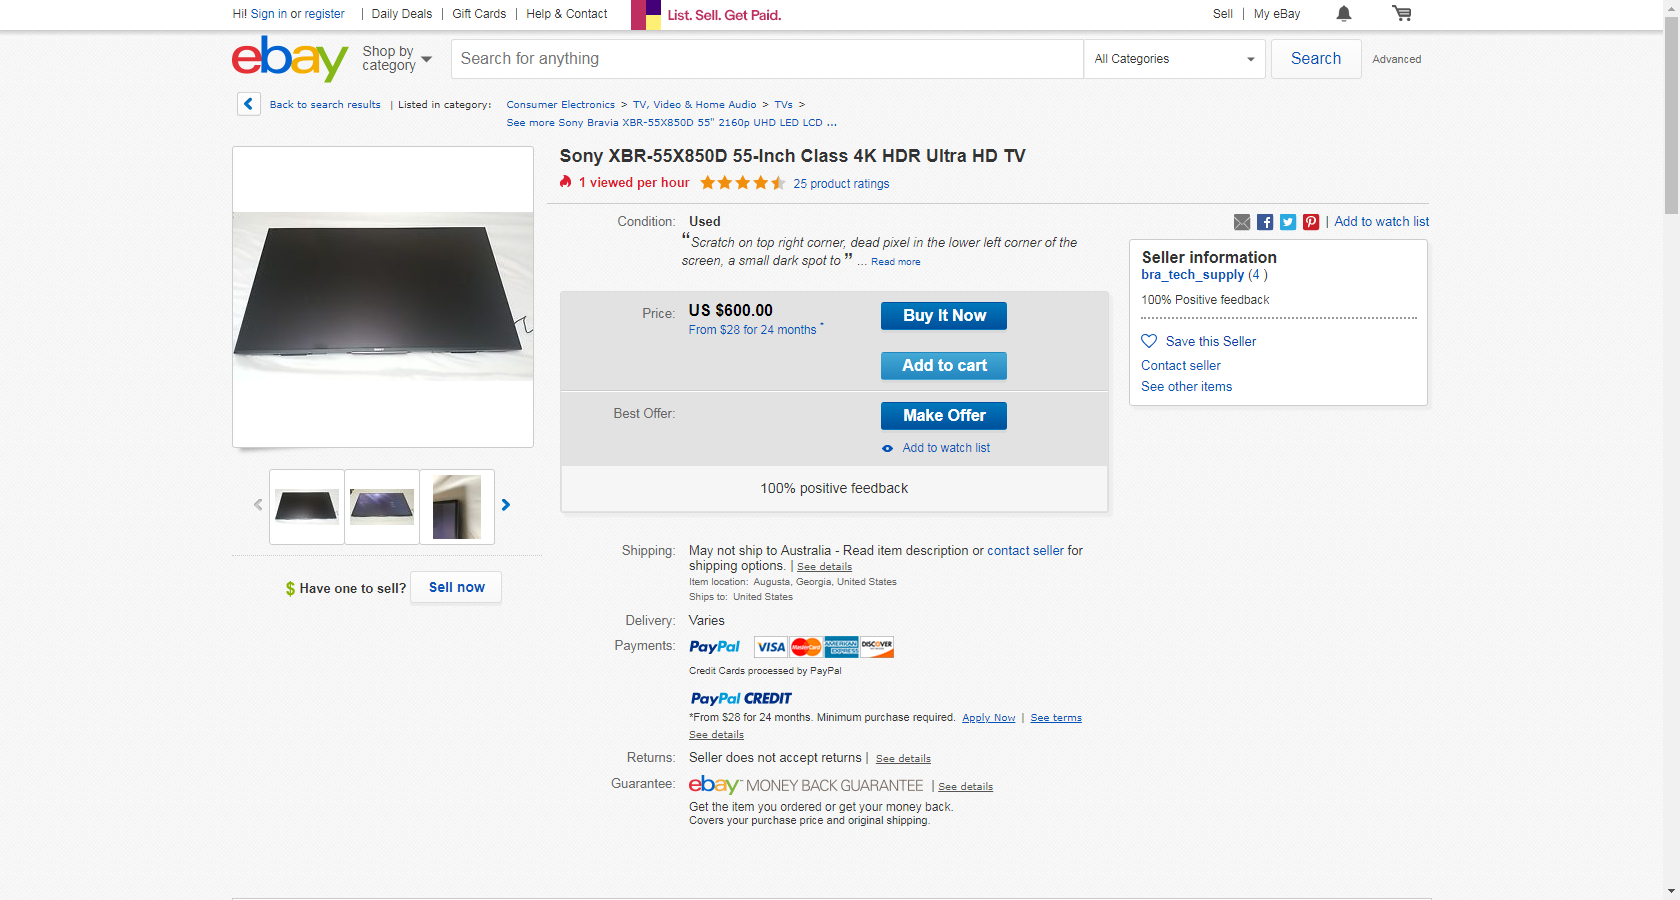 Hi! Sign in or register | Daily Deals | Gift Cards | Help & Contact
List. Sell. Get Paid.
Sell | My eBay
ebay
Shop by
category
Search for anything
All Categories
Search
Advanced
Back to search results | Listed in category: Consumer Electronics > TV, Video & Home Audio > TVs >
See more Sony Bravia XBR-55X850D 55" 2160p UHD LED LCD ...
Sony XBR-55X850D 55-Inch Class 4K HDR Ultra HD TV
1 viewed per hour 25 product ratings
Condition: Used
“Scratch on top right corner, dead pixel in the lower left corner of the
screen, a small dark spot to ” ... Read more
| Add to watch list
Seller information
bra_tech_supply (4 )
100% Positive feedback
Save this Seller
Contact seller
See other items
Price: US $600.00
From $28 for 24 months *
Buy It Now
Add to cart
Best Offer:
Make Offer
Add to watch list
100% positive feedback
$ Have one to sell? Sell now
Shipping: May not ship to Australia - Read item description or contact seller for
shipping options. | See details
Item location: Augusta, Georgia, United States
Ships to: United States
Delivery: Varies
Payments: PayPal VISA MasterCard AMERICAN EXPRESS DISCOVER
Credit Cards processed by PayPal
PayPal CREDIT
*From $28 for 24 months. Minimum purchase required. Apply Now | See terms
See details
Returns: Seller does not accept returns | See details
Guarantee: ebay™ MONEY BACK GUARANTEE | See details
Get the item you ordered or get your money back.
Covers your purchase price and original shipping.